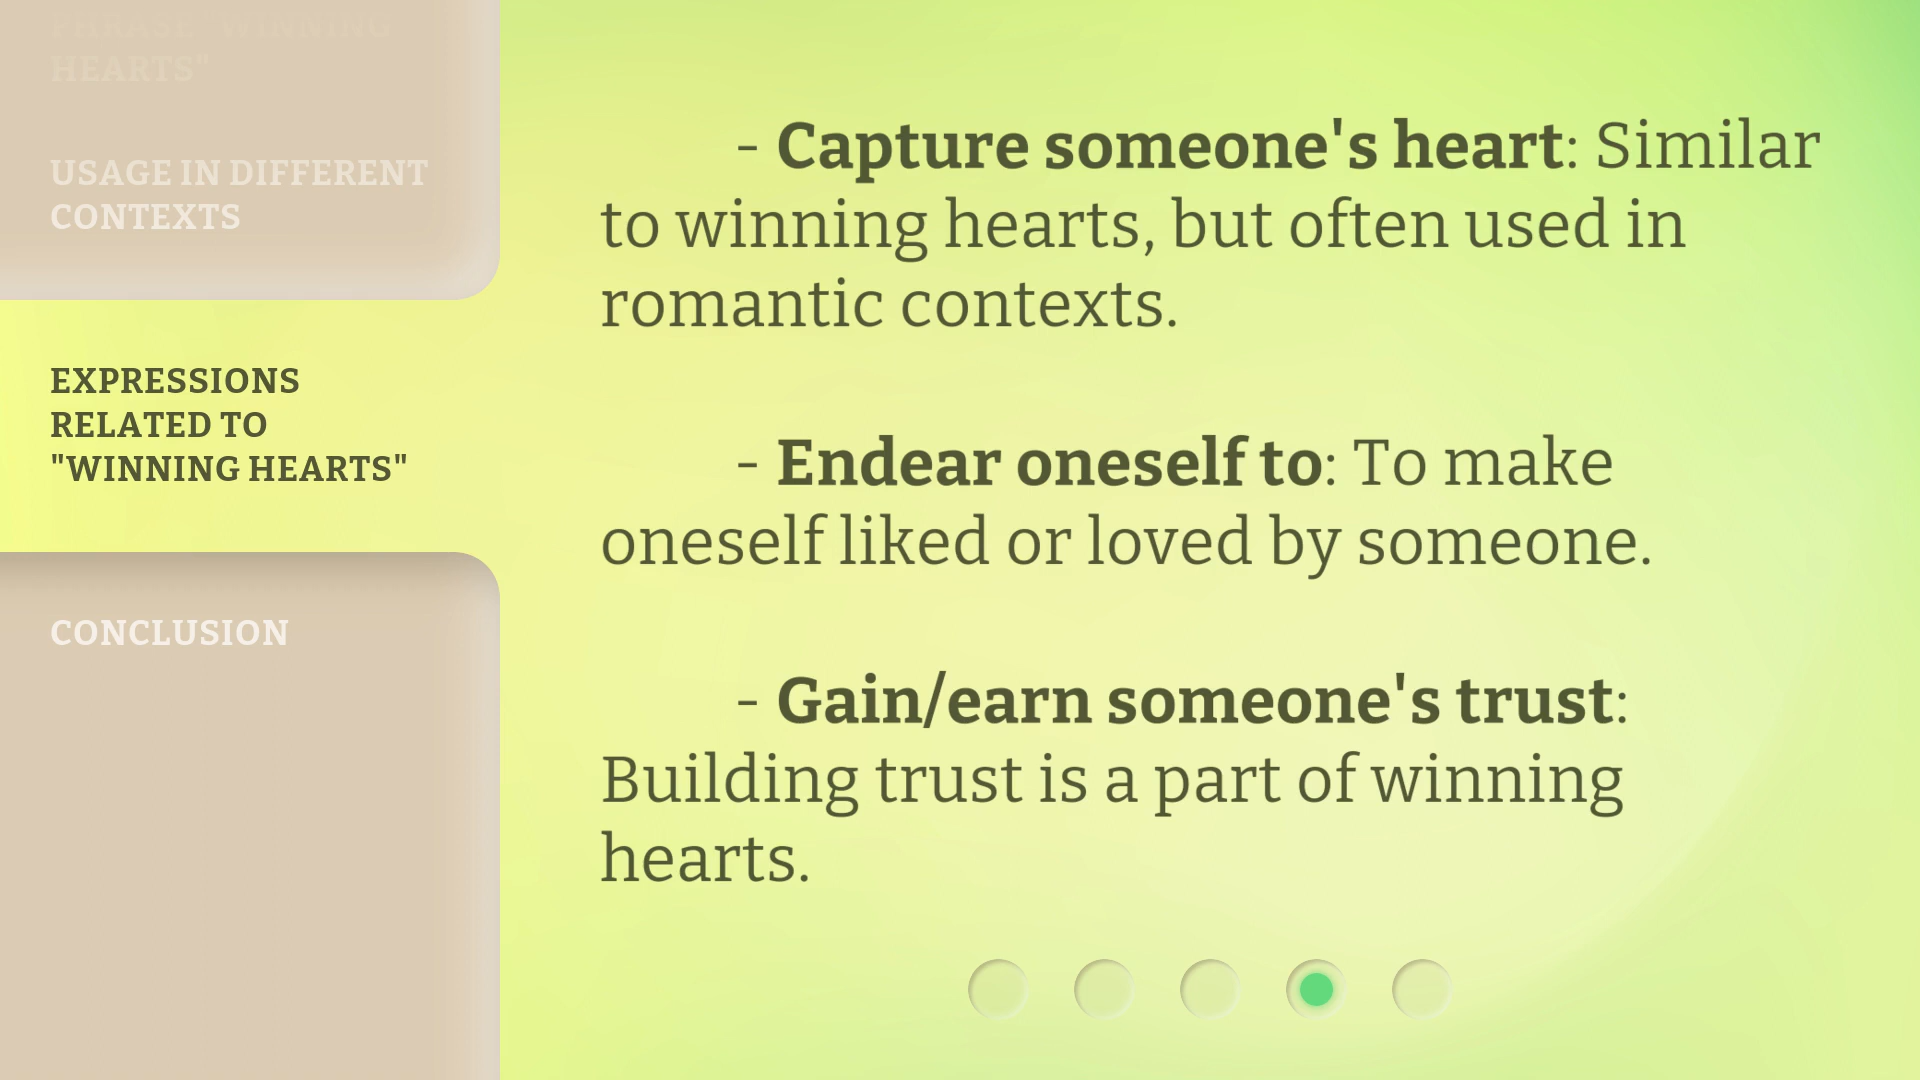 PHRASE "WINNING
HEARTS"
USAGE IN DIFFERENT
CONTEXTS
EXPRESSIONS
RELATED TO
"WINNING HEARTS"
CONCLUSION
- Capture someone's heart: Similar
to winning hearts, but often used in
romantic contexts.
- Endear oneself to: To make
oneself liked or loved by someone.
- Gain/earn someone's trust:
Building trust is a part of winning
hearts.